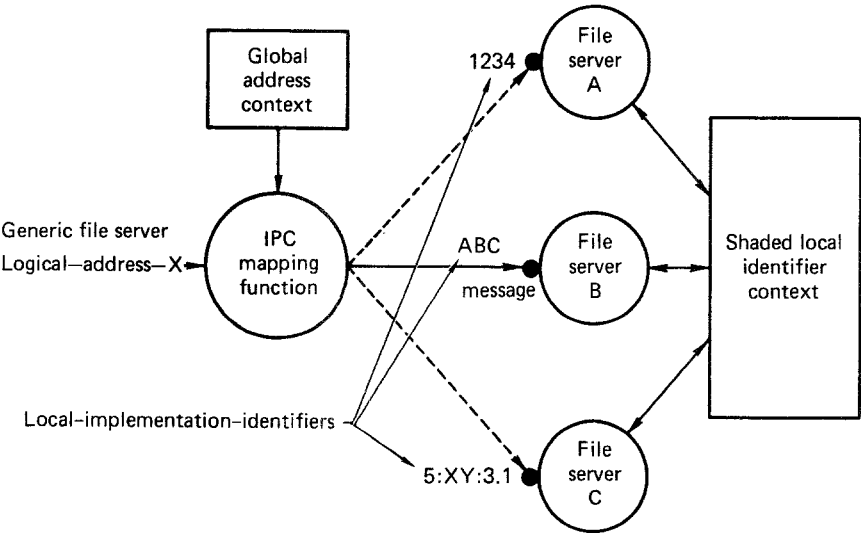 Global
address
context
1234
File
server
A
Generic file server
Logical–address–X
IPC
mapping
function
ABC
message
File
server
B
Shaded local
identifier
context
Local–implementation–identifiers
5:XY:3.1
File
server
C